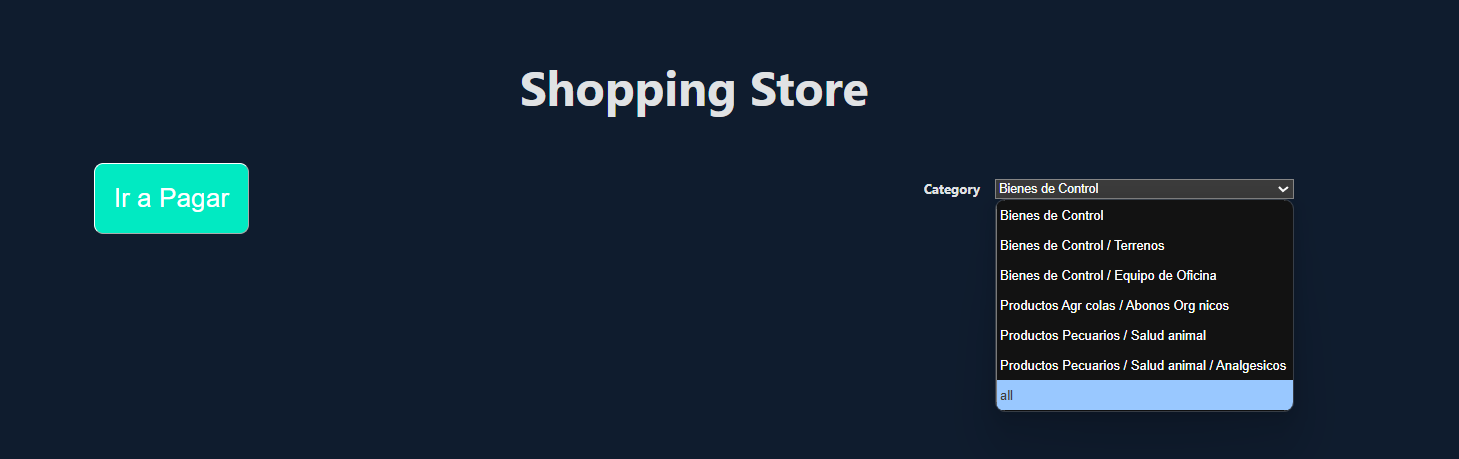 Shopping Store
Ir a Pagar
Category
Bienes de Control
Bienes de Control
Bienes de Control / Terrenos
Bienes de Control / Equipo de Oficina
Productos Agr colas / Abonos Org nicos
Productos Pecuarios / Salud animal
Productos Pecuarios / Salud animal / Analgesicos
all